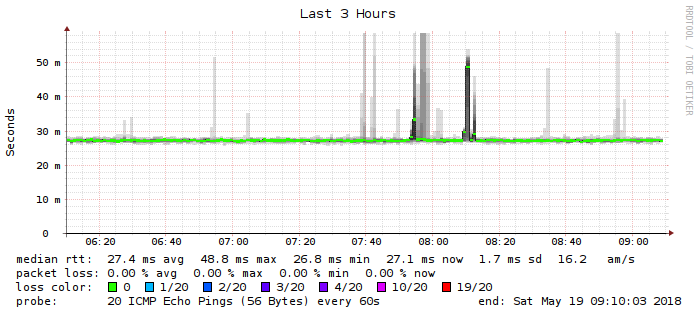 Last 3 Hours
RRDTOOL / TOBI OETIKER
Seconds
50 m
40 m
30 m
20 m
10 m
0
06:20 06:40 07:00 07:20 07:40 08:00 08:20 08:40 09:00
median rtt: 27.4 ms avg 48.8 ms max 26.8 ms min 27.1 ms now 1.7 ms sd 16.2 am/s
packet loss: 0.00 % avg 0.00 % max 0.00 % min 0.00 % now
loss color: 0 1/20 2/20 3/20 4/20 10/20 19/20
probe: 20 ICMP Echo Pings (56 Bytes) every 60s end: Sat May 19 09:10:03 2018